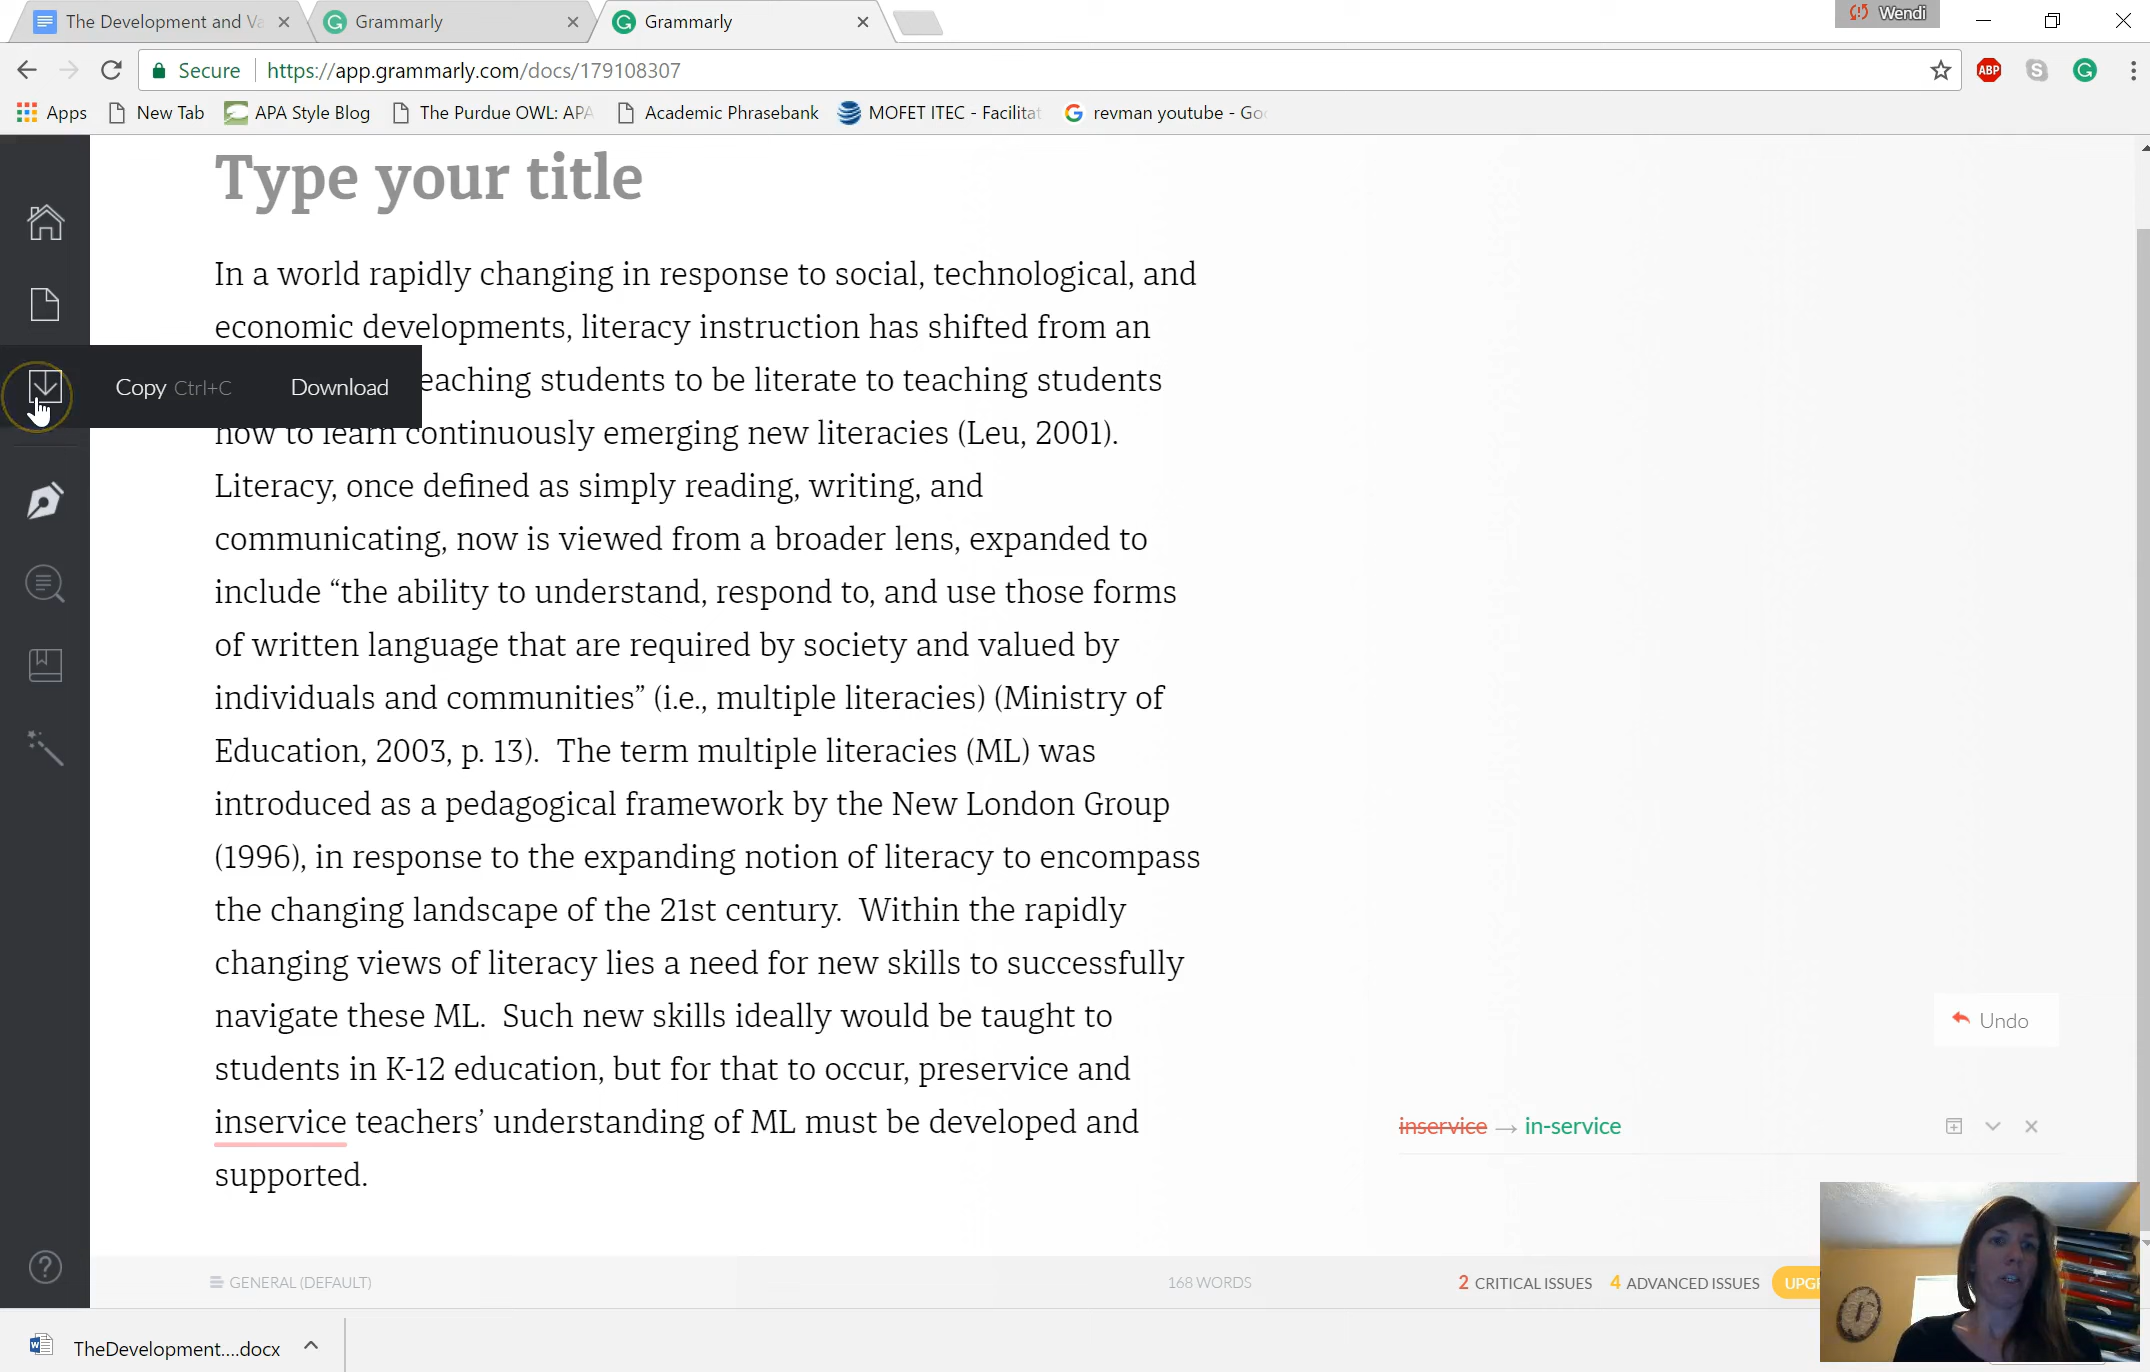 The Development and Va
Grammarly
Grammarly
Wendi
Secure https://app.grammarly.com/docs/179108307
ABP
Apps New Tab APA Style Blog The Purdue OWL: APA Academic Phrasebank MOFET ITEC - Facilitat revman youtube - Goo
Type your title
In a world rapidly changing in response to social, technological, and
economic developments, literacy instruction has shifted from an
Copy Ctrl+C Download
eaching students to be literate to teaching students
how to learn continuously emerging new literacies (Leu, 2001).
Literacy, once defined as simply reading, writing, and
communicating, now is viewed from a broader lens, expanded to
include “the ability to understand, respond to, and use those forms
of written language that are required by society and valued by
individuals and communities” (i.e., multiple literacies) (Ministry of
Education, 2003, p. 13).  The term multiple literacies (ML) was
introduced as a pedagogical framework by the New London Group
(1996), in response to the expanding notion of literacy to encompass
the changing landscape of the 21st century.  Within the rapidly
changing views of literacy lies a need for new skills to successfully
navigate these ML.  Such new skills ideally would be taught to
students in K-12 education, but for that to occur, preservice and
inservice teachers’ understanding of ML must be developed and
supported.
Undo
inservice → in-service
GENERAL (DEFAULT) 168 WORDS 2 CRITICAL ISSUES 4 ADVANCED ISSUES UPGR
TheDevelopment....docx